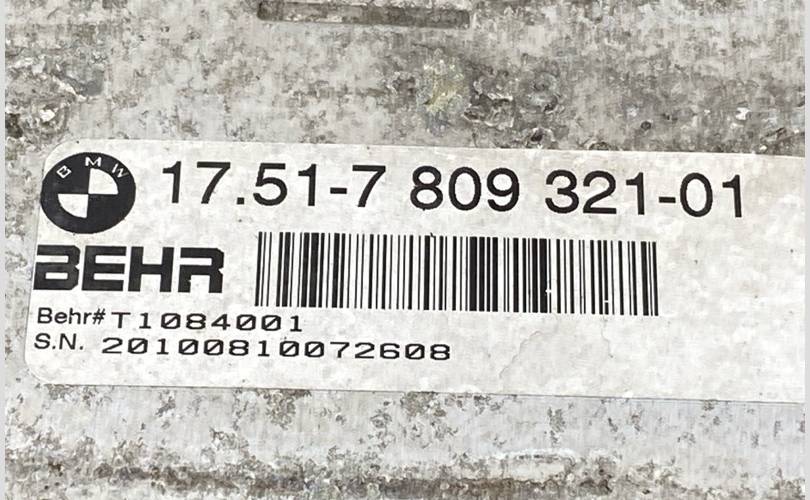 BMW
17.51-7 809 321-01
BEHR
Behr# T1084001
S.N. 20100810072608